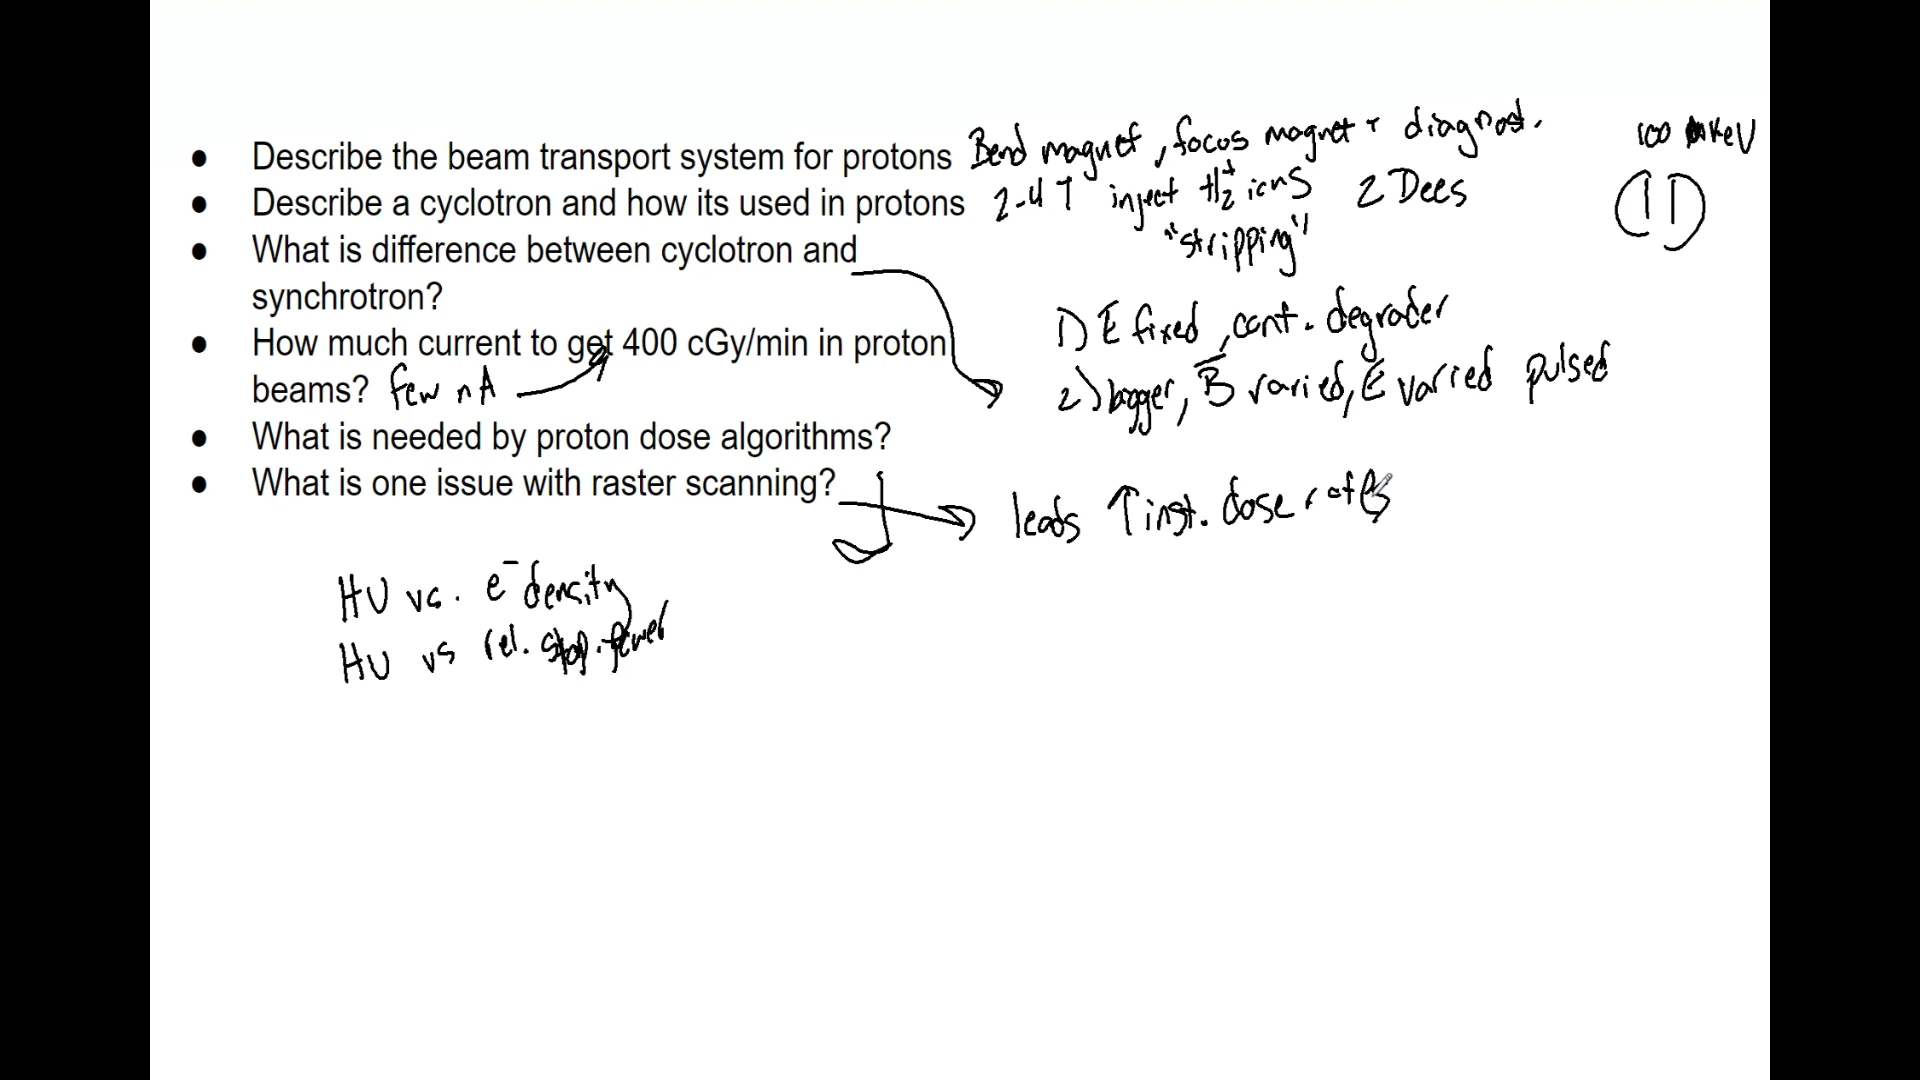 ● Describe the beam transport system for protons Bend magnet, focus magnet + diagnost. 100 keV
● Describe a cyclotron and how its used in protons 2-4 T inject H₂⁺ ions 2 Dees
"stripping"
● What is difference between cyclotron and
synchrotron?
1) E fixed, cont. degrader
● How much current to get 400 cGy/min in proton
beams? few nA
2) bigger, B varied, E varied pulsed
● What is needed by proton dose algorithms?
● What is one issue with raster scanning? leads ↑ inst. dose rates
HU vs. e⁻ density
HU vs rel. stop. power